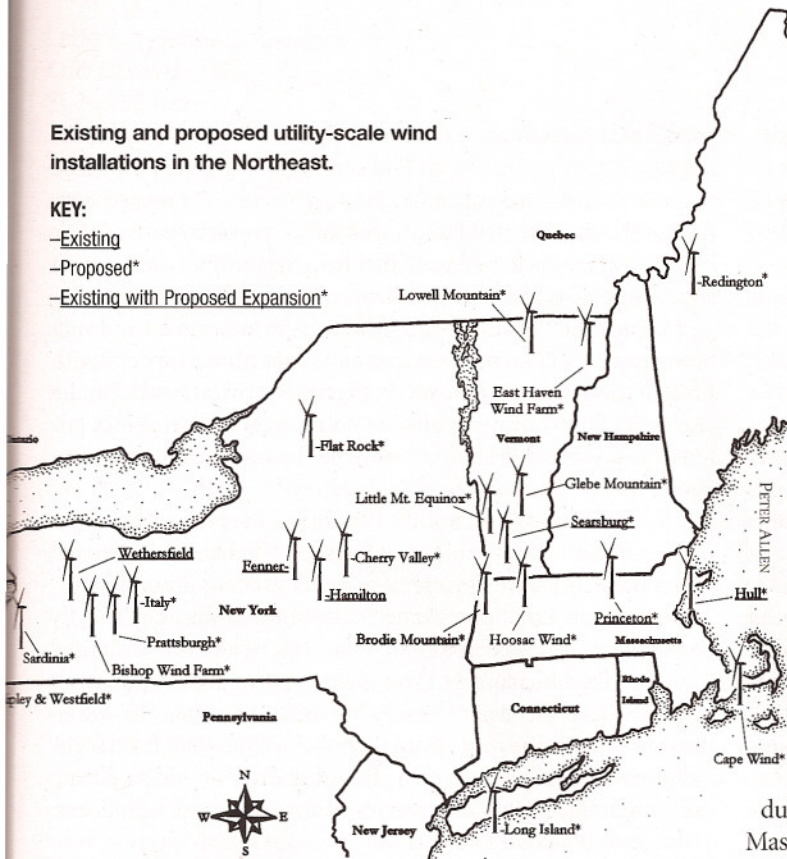 Existing and proposed utility-scale wind
installations in the Northeast.
KEY:
–Existing
–Proposed*
–Existing with Proposed Expansion*
Quebec
-Redington*
Lowell Mountain*
East Haven
Wind Farm*
-Flat Rock*
Vermont
New Hampshire
Glebe Mountain*
Little Mt. Equinox*
Searsburg*
PETER ALLEN
Wethersfield
Fenner-
-Cherry Valley*
-Hamilton
-Italy*
New York
Prattsburgh*
Princeton*
Hull*
Brodie Mountain*
Hoosac Wind*
Massachusetts
Sardinia*
Bishop Wind Farm*
& Westfield*
Rhode
Island
Connecticut
Pennsylvania
Cape Wind*
N
W
E
S
New Jersey
-Long Island*
du
Mas